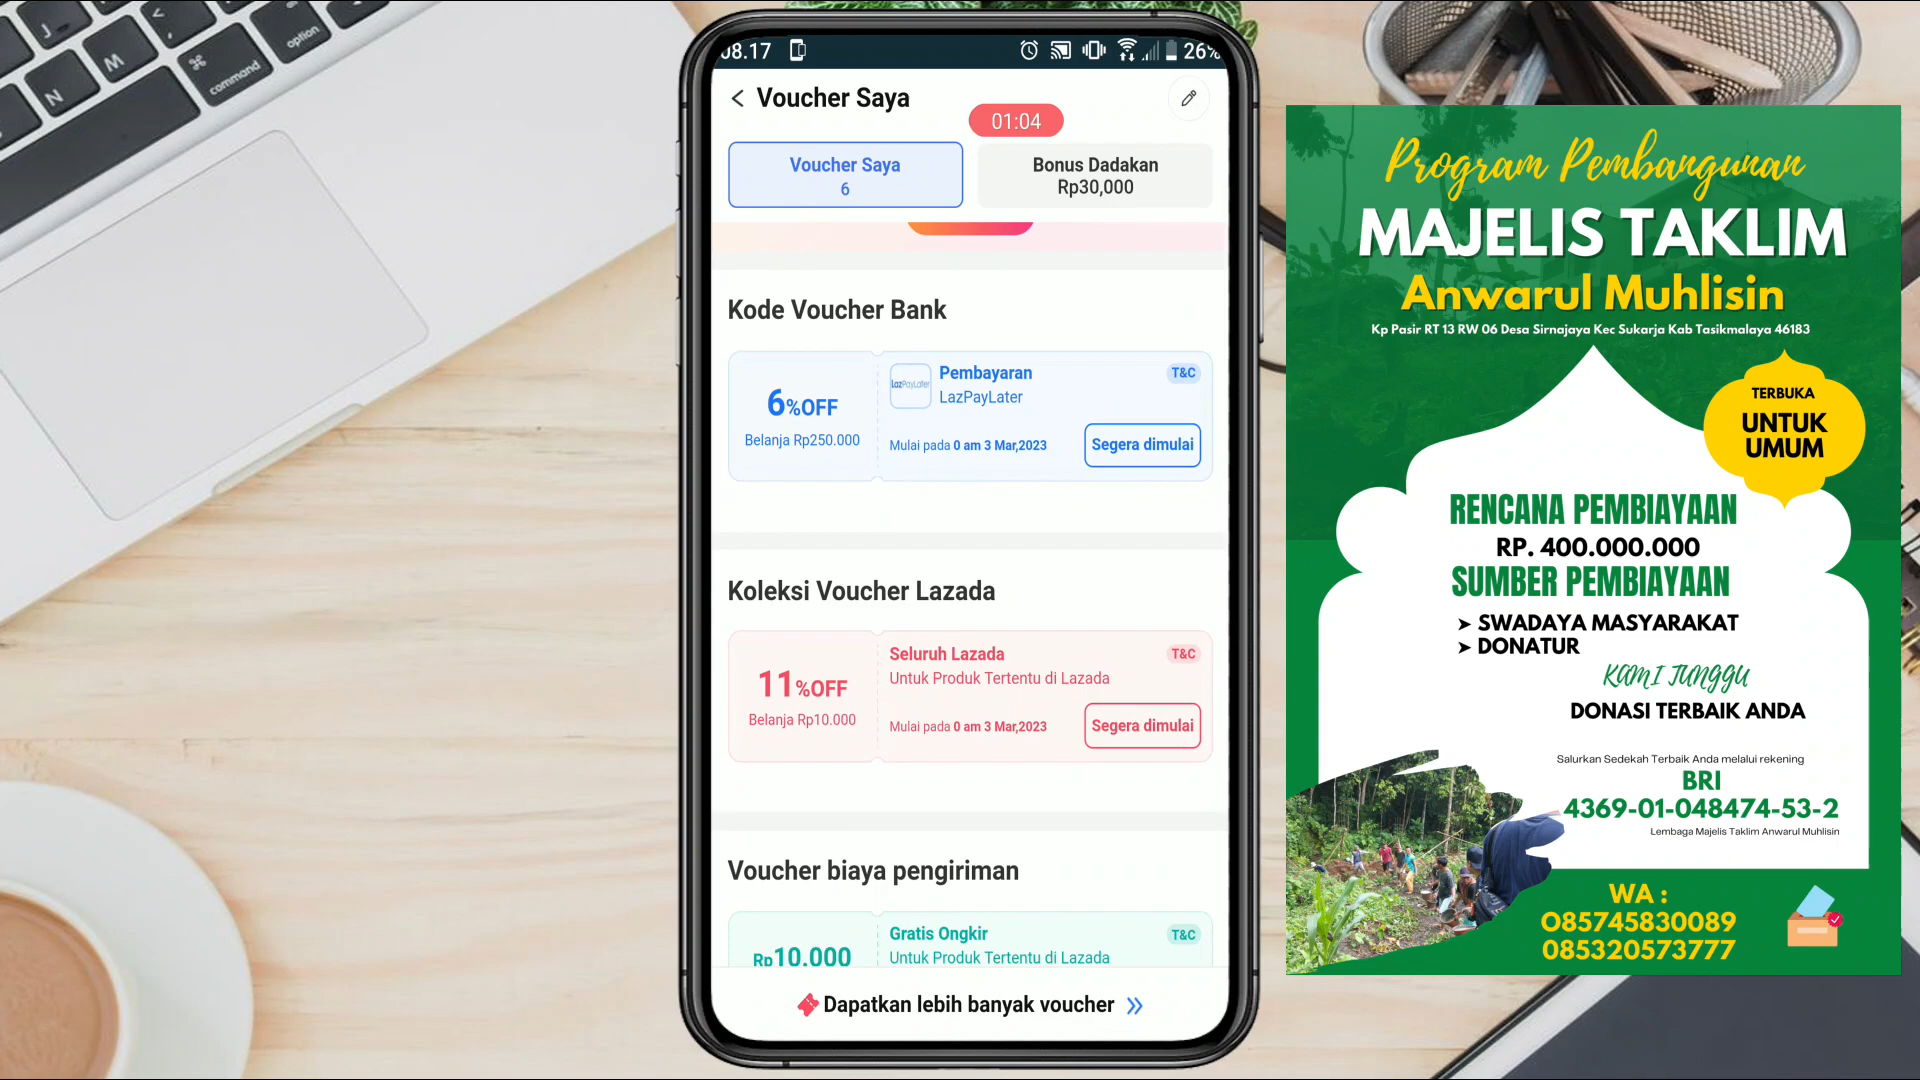 J
M
N
<
⌘
command
option
08.17
26%
Voucher Saya
01:04
Voucher Saya
6
Bonus Dadakan
Rp30,000
Kode Voucher Bank
6%OFF
Belanja Rp250.000
LazPayLater
Pembayaran
LazPayLater
T&C
Mulai pada 0 am 3 Mar,2023
Segera dimulai
Koleksi Voucher Lazada
11%OFF
Belanja Rp10.000
Seluruh Lazada
Untuk Produk Tertentu di Lazada
T&C
Mulai pada 0 am 3 Mar,2023
Segera dimulai
Voucher biaya pengiriman
Rp10.000
Gratis Ongkir
Untuk Produk Tertentu di Lazada
T&C
Dapatkan lebih banyak voucher »
Program Pembangunan
MAJELIS TAKLIM
Anwarul Muhlisin
Kp Pasir RT 13 RW 06 Desa Sirnajaya Kec Sukarja Kab Tasikmalaya 46183
TERBUKA
UNTUK
UMUM
RENCANA PEMBIAYAAN
RP. 400.000.000
SUMBER PEMBIAYAAN
➤ SWADAYA MASYARAKAT
➤ DONATUR
KAMI TUNGGU
DONASI TERBAIK ANDA
Salurkan Sedekah Terbaik Anda melalui rekening
BRI
4369-01-048474-53-2
Lembaga Majelis Taklim Anwarul Muhlisin
WA :
085745830089
085320573777